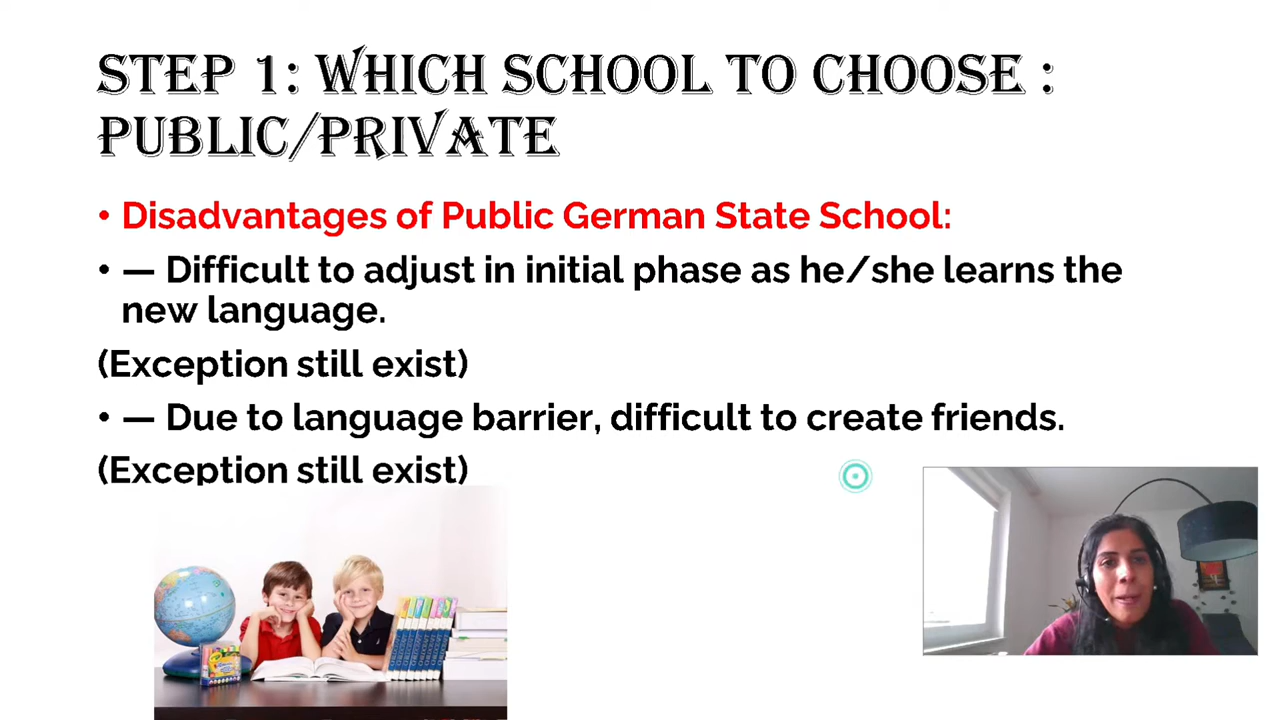 STEP 1: WHICH SCHOOL TO CHOOSE :
PUBLIC/PRIVATE
• Disadvantages of Public German State School:
• — Difficult to adjust in initial phase as he/she learns the
new language.
(Exception still exist)
• — Due to language barrier, difficult to create friends.
(Exception still exist)